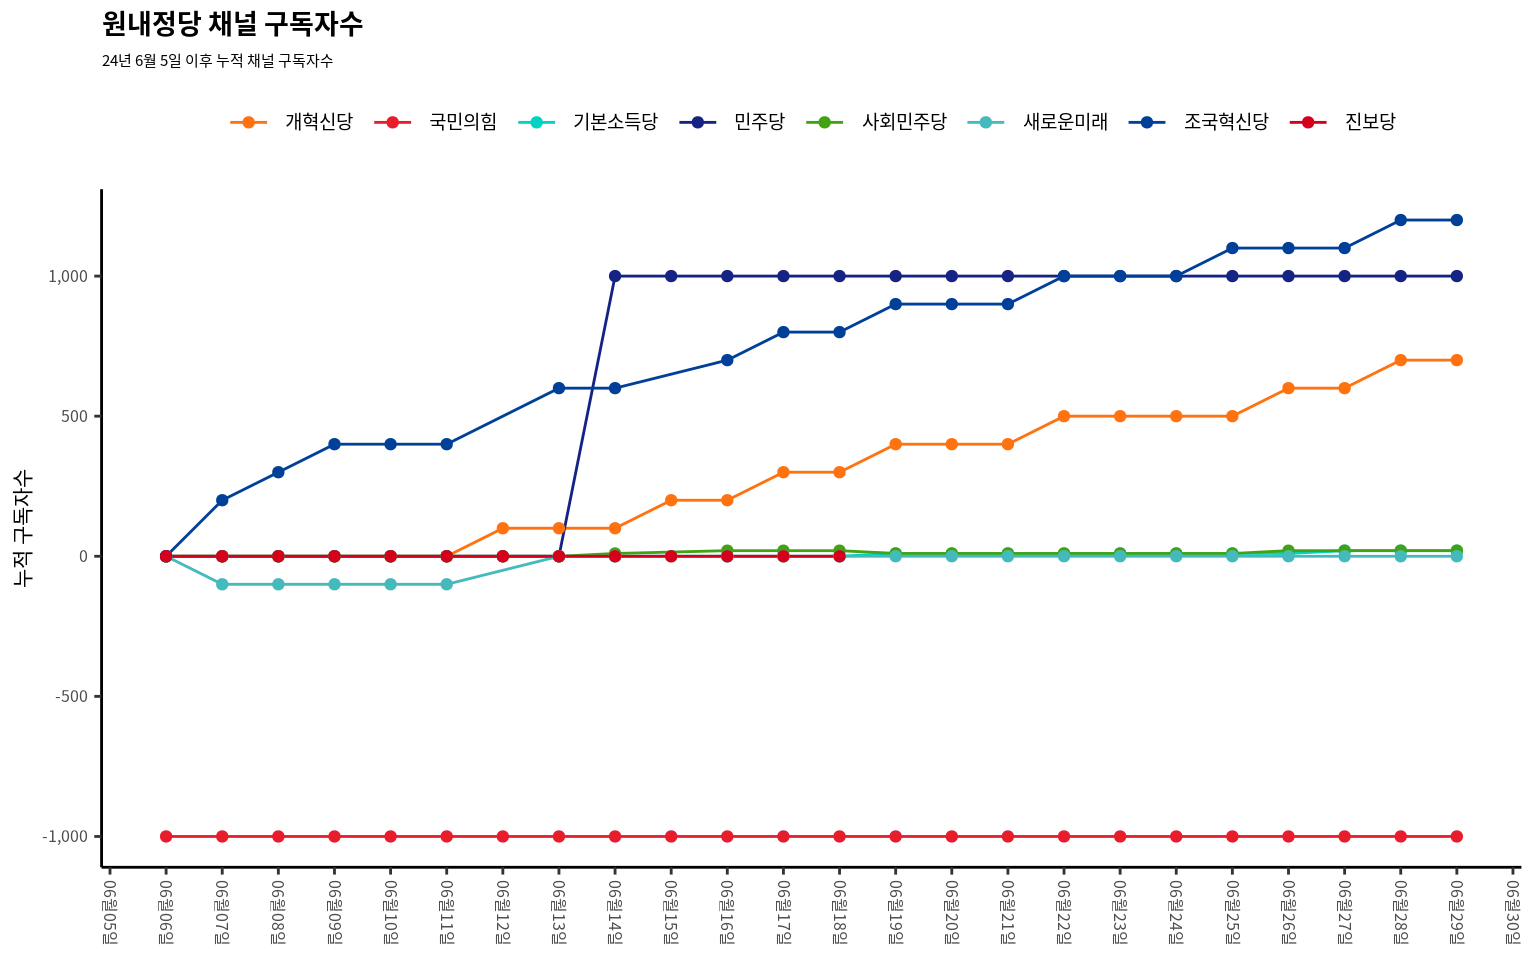 원내정당 채널 구독자수
24년 6월 5일 이후 누적 채널 구독자수
개혁신당 국민의힘 기본소득당 민주당 사회민주당 새로운미래 조국혁신당 진보당
누적 구독자수
1,000
500
0
-500
-1,000
06월05일
06월06일
06월07일
06월08일
06월09일
06월10일
06월11일
06월12일
06월13일
06월14일
06월15일
06월16일
06월17일
06월18일
06월19일
06월20일
06월21일
06월22일
06월23일
06월24일
06월25일
06월26일
06월27일
06월28일
06월29일
06월30일